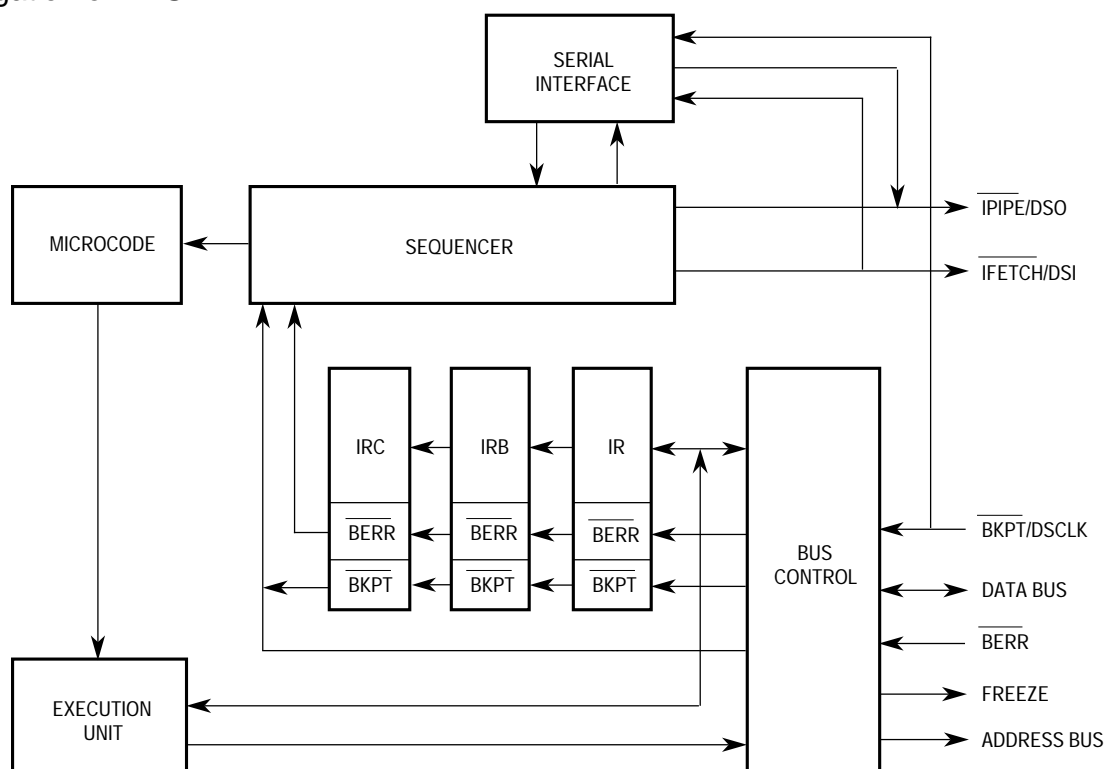 SERIAL
INTERFACE
MICROCODE
SEQUENCER
IPIPE/DSO
IFETCH/DSI
IRC
IRB
IR
BERR
BERR
BERR
BKPT
BKPT
BKPT
BUS
CONTROL
BKPT/DSCLK
DATA BUS
BERR
FREEZE
ADDRESS BUS
EXECUTION
UNIT